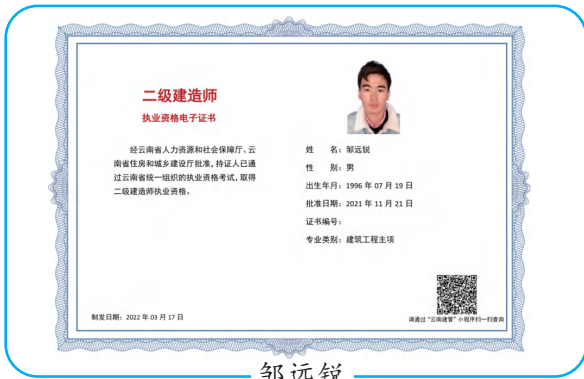 二级建造师
执业资格电子证书
经云南省人力资源和社会保障厅、云
南省住房和城乡建设厅批准，持证人已通
过云南省统一组织的执业资格考试，取得
二级建造师执业资格。
姓 名：邹远锐
性 别：男
出生年月：1996 年 07 月 19 日
批准日期：2021 年 11 月 21 日
证书编号：
专业类别：建筑工程主项
制发日期：2022 年 03 月 17 日
请通过“云南建管”小程序扫一扫查询
邹远锐